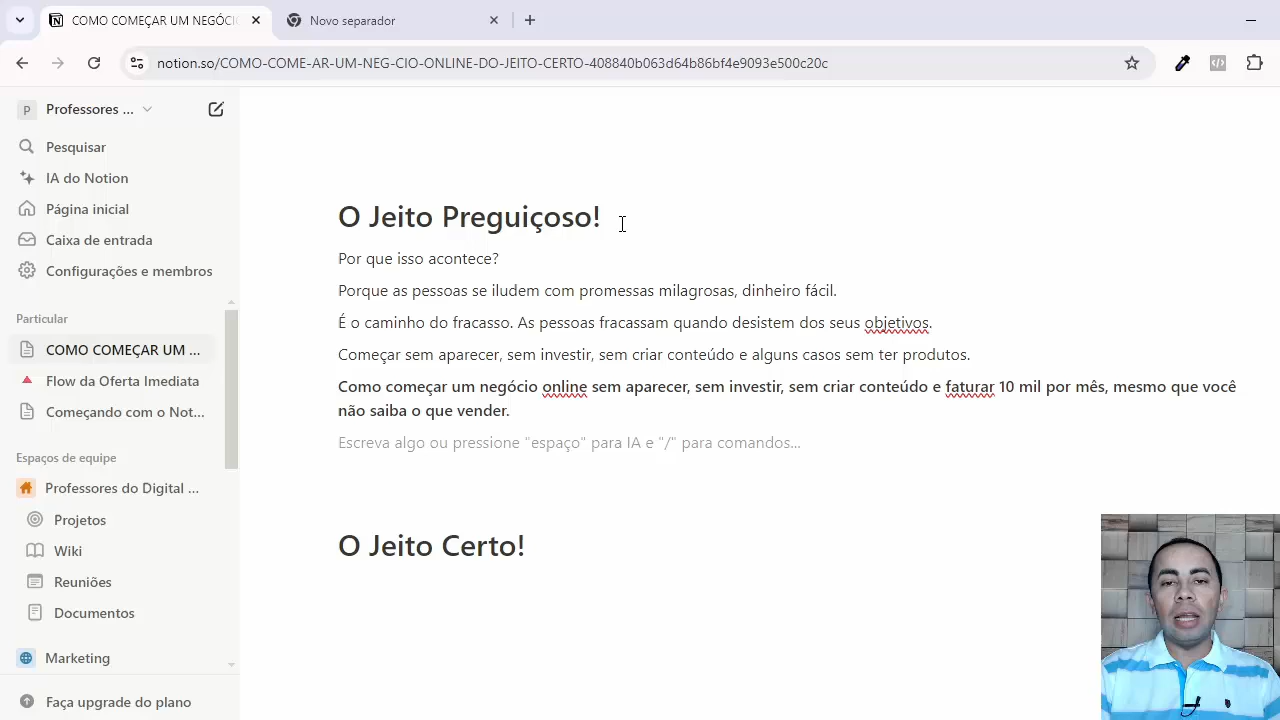 COMO COMEÇAR UM NEGÓCI
Novo separador
notion.so/COMO-COME-AR-UM-NEG-CIO-ONLINE-DO-JEITO-CERTO-408840b063d64b86bf4e9093e500c20c
P Professores ...
Pesquisar
IA do Notion
Página inicial
Caixa de entrada
Configurações e membros
Particular
COMO COMEÇAR UM ...
Flow da Oferta Imediata
Começando com o Not...
Espaços de equipe
Professores do Digital ...
Projetos
Wiki
Reuniões
Documentos
Marketing
Faça upgrade do plano
O Jeito Preguiçoso!
Por que isso acontece?
Porque as pessoas se iludem com promessas milagrosas, dinheiro fácil.
É o caminho do fracasso. As pessoas fracassam quando desistem dos seus objetivos.
Começar sem aparecer, sem investir, sem criar conteúdo e alguns casos sem ter produtos.
Como começar um negócio online sem aparecer, sem investir, sem criar conteúdo e faturar 10 mil por mês, mesmo que você
não saiba o que vender.
Escreva algo ou pressione "espaço" para IA e "/" para comandos...
O Jeito Certo!